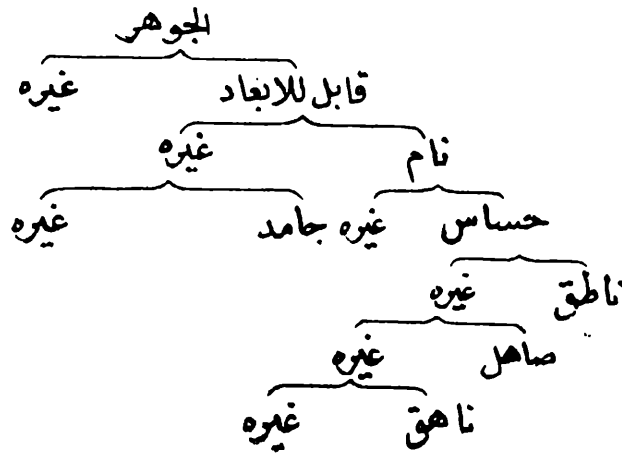 الجوهر
قابل للابعاد غيره
نام غيره
حساس غيره جامد غيره
ناطق غيره
صاهل غيره
ناهق غيره